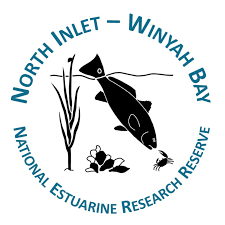 North Inlet – Winyah Bay
National Estuarine Research Reserve